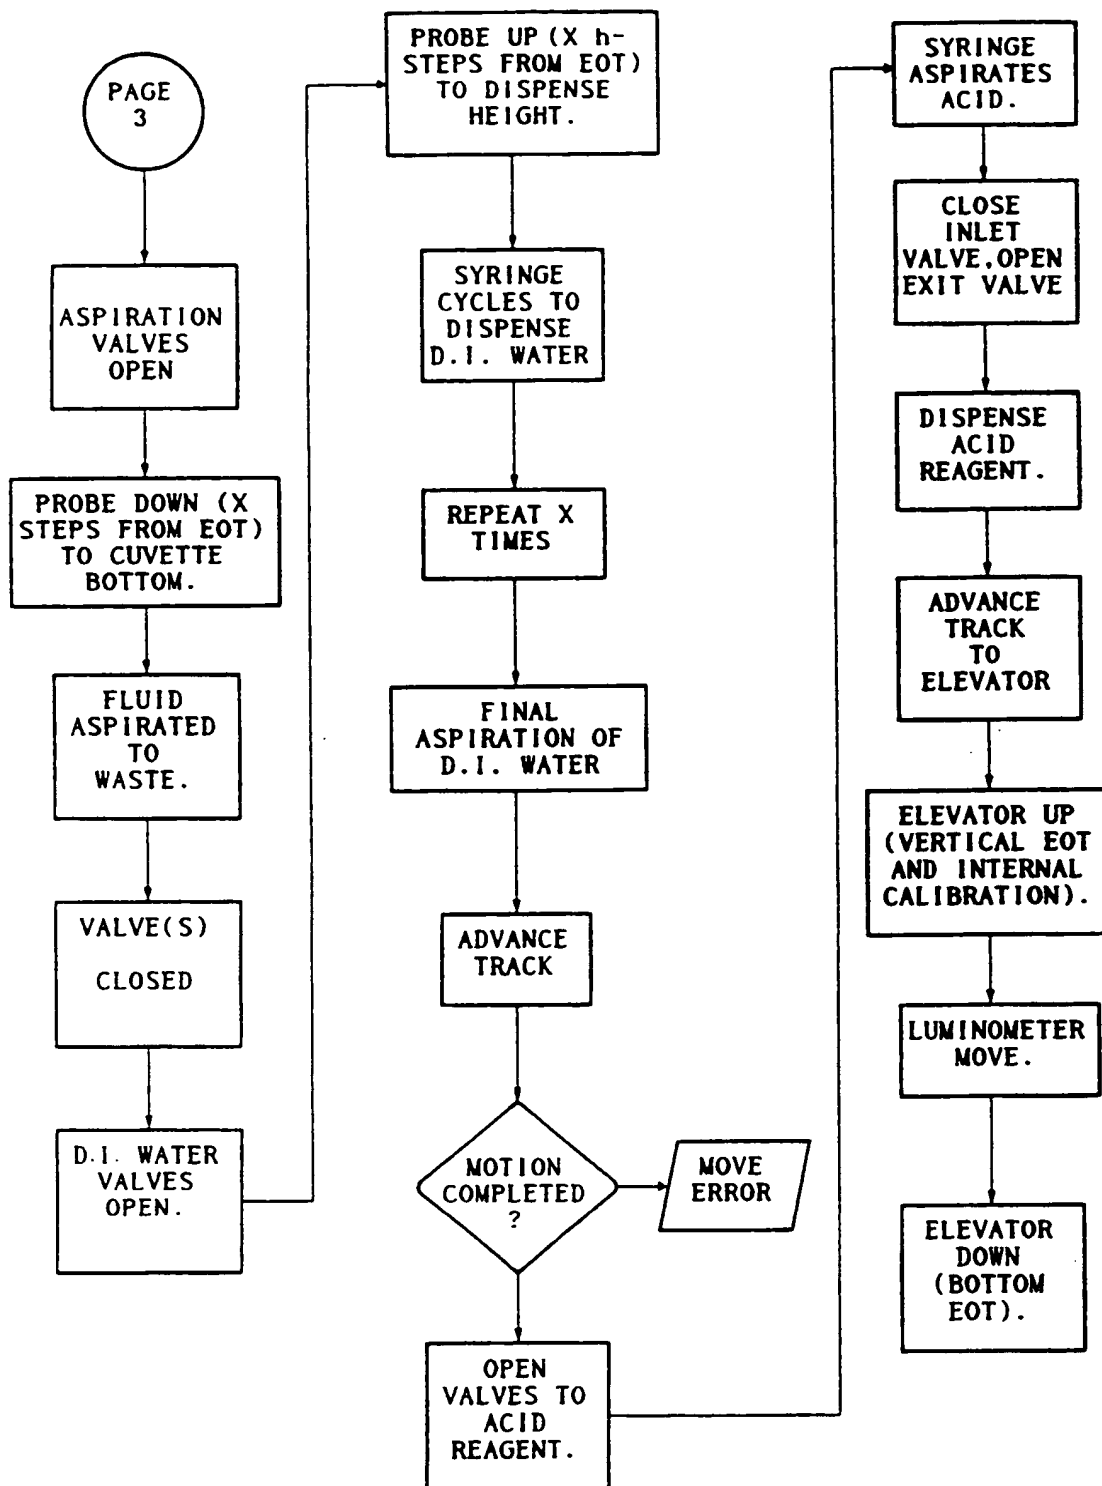 PAGE
3
ASPIRATION
VALVES
OPEN
PROBE DOWN (X
STEPS FROM EOT)
TO CUVETTE
BOTTOM.
FLUID
ASPIRATED
TO
WASTE.
VALVE(S)
CLOSED
D.I. WATER
VALVES
OPEN.
PROBE UP (X h-
STEPS FROM EOT)
TO DISPENSE
HEIGHT.
SYRINGE
CYCLES TO
DISPENSE
D.I. WATER
REPEAT X
TIMES
FINAL
ASPIRATION OF
D.I. WATER
ADVANCE
TRACK
MOTION
COMPLETED
?
MOVE
ERROR
OPEN
VALVES TO
ACID
REAGENT.
SYRINGE
ASPIRATES
ACID.
CLOSE
INLET
VALVE,OPEN
EXIT VALVE
DISPENSE
ACID
REAGENT.
ADVANCE
TRACK
TO
ELEVATOR
ELEVATOR UP
(VERTICAL EOT
AND INTERNAL
CALIBRATION).
LUMINOMETER
MOVE.
ELEVATOR
DOWN
(BOTTOM
EOT).